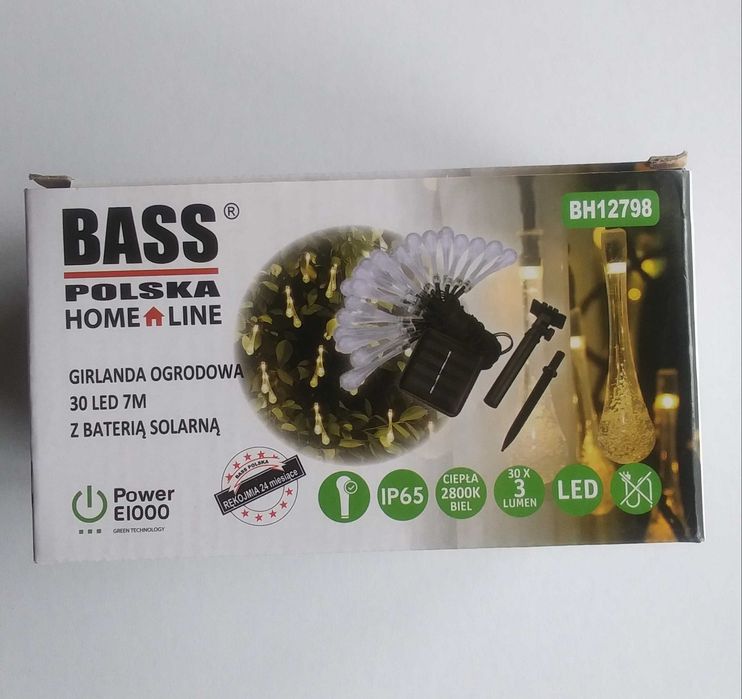 BASS®
POLSKA
HOME LINE
BH12798
GIRLANDA OGRODOWA
30 LED 7M
Z BATERIĄ SOLARNĄ
BASS POLSKA
REKOJMIA 24 miesiące
Power
E1000
GREEN TECHNOLOGY
IP65
CIEPŁA
2800K
BIEL
30 X
3
LUMEN
LED